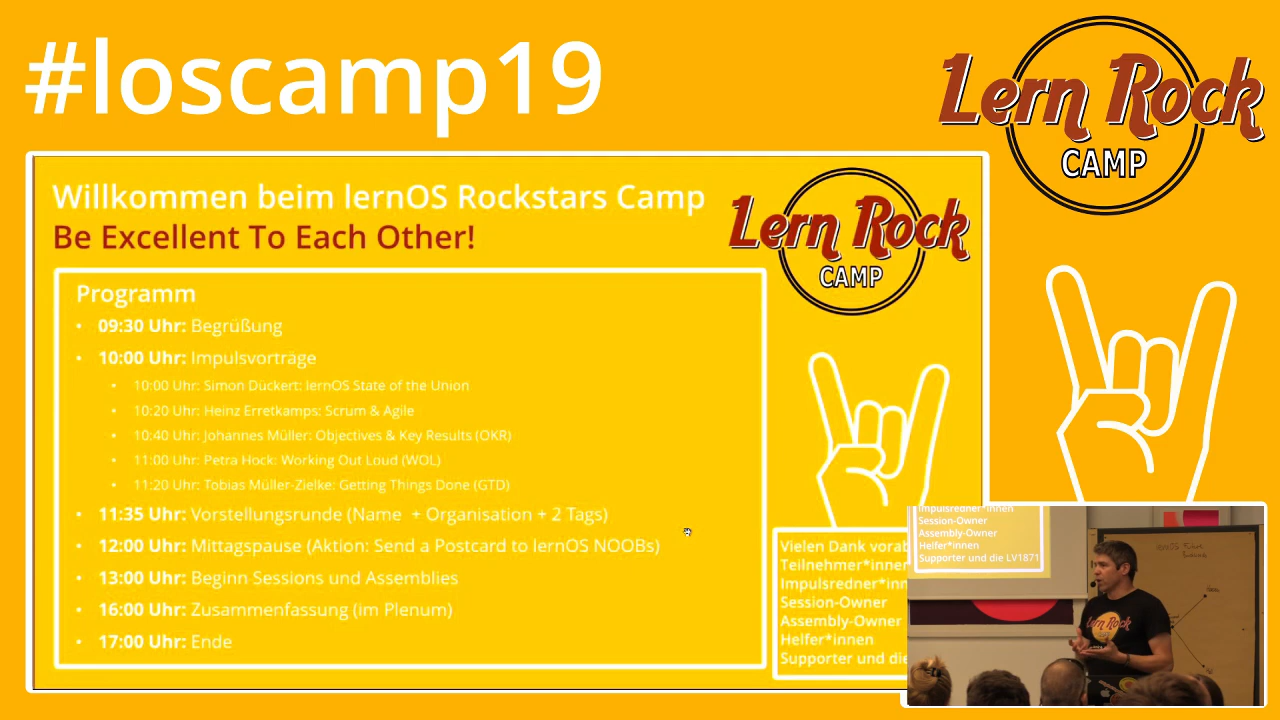 #loscamp19
Lern Rock
CAMP
Willkommen beim lernOS Rockstars Camp
Be Excellent To Each Other!
Lern Rock
CAMP
Programm
• 09:30 Uhr: Begrüßung
• 10:00 Uhr: Impulsvorträge
• 10:00 Uhr: Simon Dückert: lernOS State of the Union
• 10:20 Uhr: Heinz Erretkamps: Scrum & Agile
• 10:40 Uhr: Johannes Müller: Objectives & Key Results (OKR)
• 11:00 Uhr: Petra Hock: Working Out Loud (WOL)
• 11:20 Uhr: Tobias Müller-Zielke: Getting Things Done (GTD)
• 11:35 Uhr: Vorstellungsrunde (Name + Organisation + 2 Tags)
• 12:00 Uhr: Mittagspause (Aktion: Send a Postcard to lernOS NOOBs)
• 13:00 Uhr: Beginn Sessions und Assemblies
• 16:00 Uhr: Zusammenfassung (im Plenum)
• 17:00 Uhr: Ende
Vielen Dank vorab
Teilnehmer*innen
Impulsredner*inn
Session-Owner
Assembly-Owner
Helfer*innen
Supporter und die
Impulsredner*innen
Session-Owner
Assembly-Owner
Helfer*innen
Supporter und die LV1871
Lern Rock